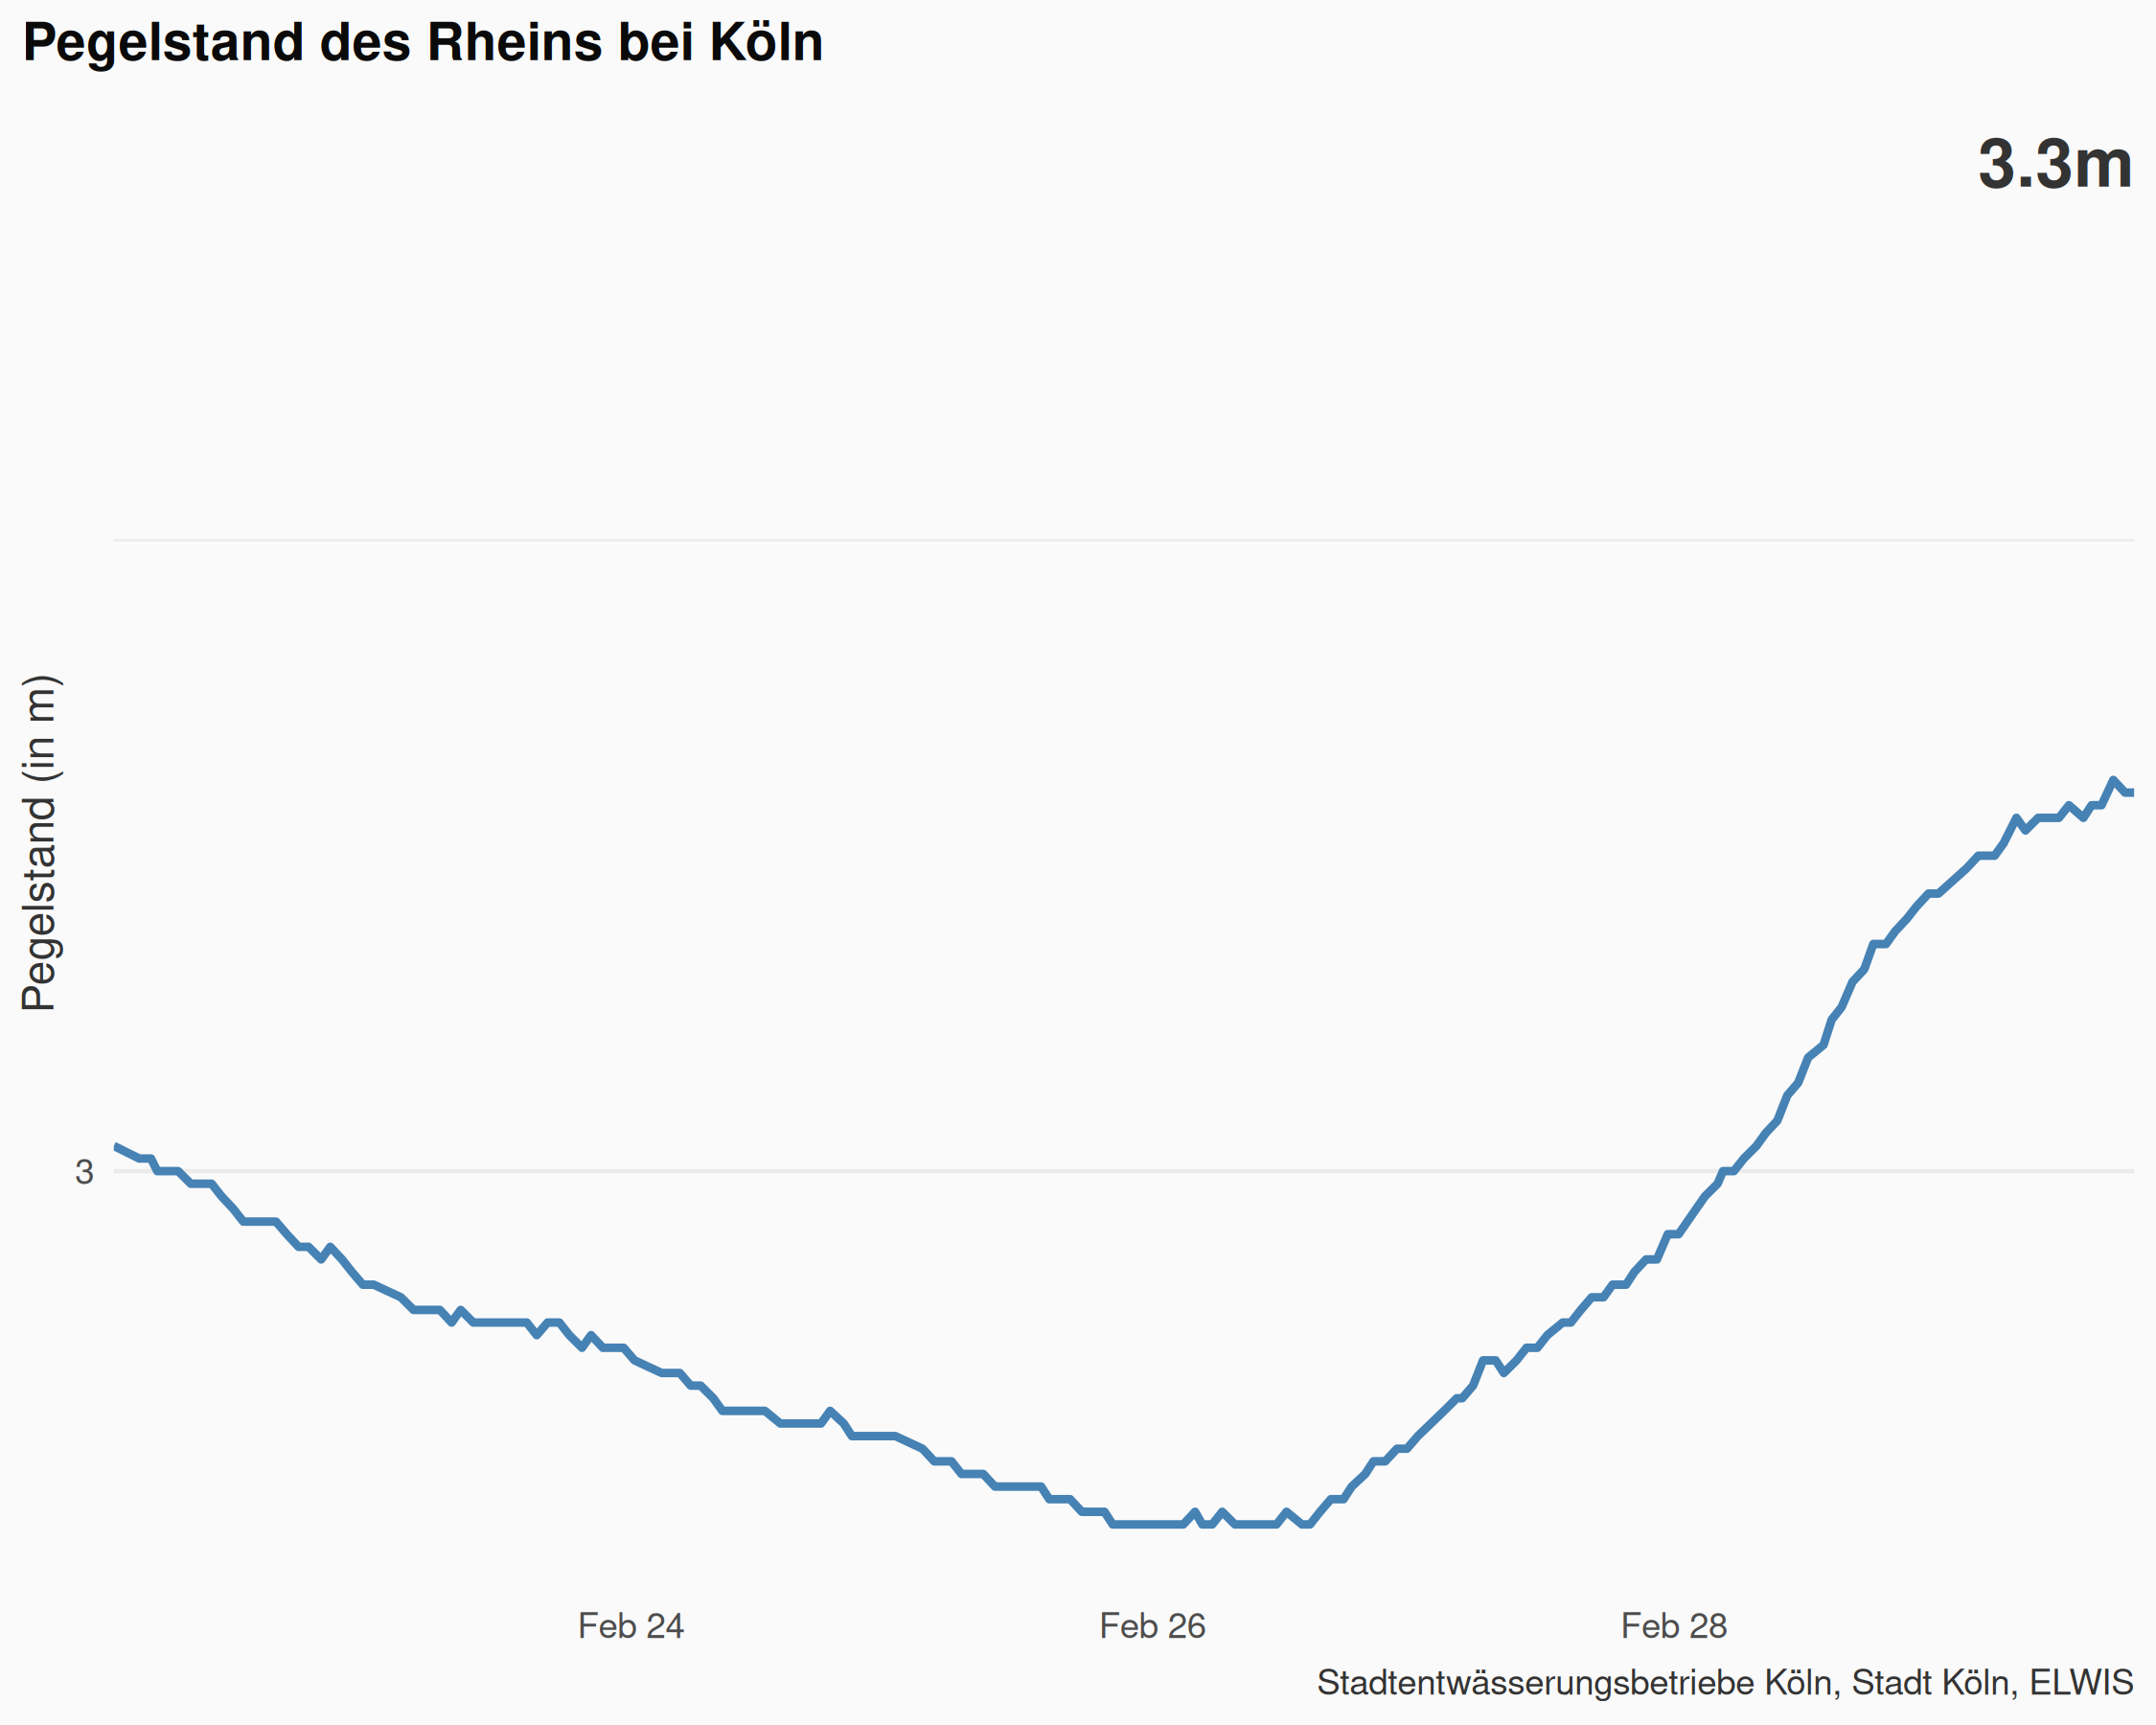 Pegelstand des Rheins bei Köln
3.3m
Pegelstand (in m)
3
Feb 24
Feb 26
Feb 28
Stadtentwässerungsbetriebe Köln, Stadt Köln, ELWIS